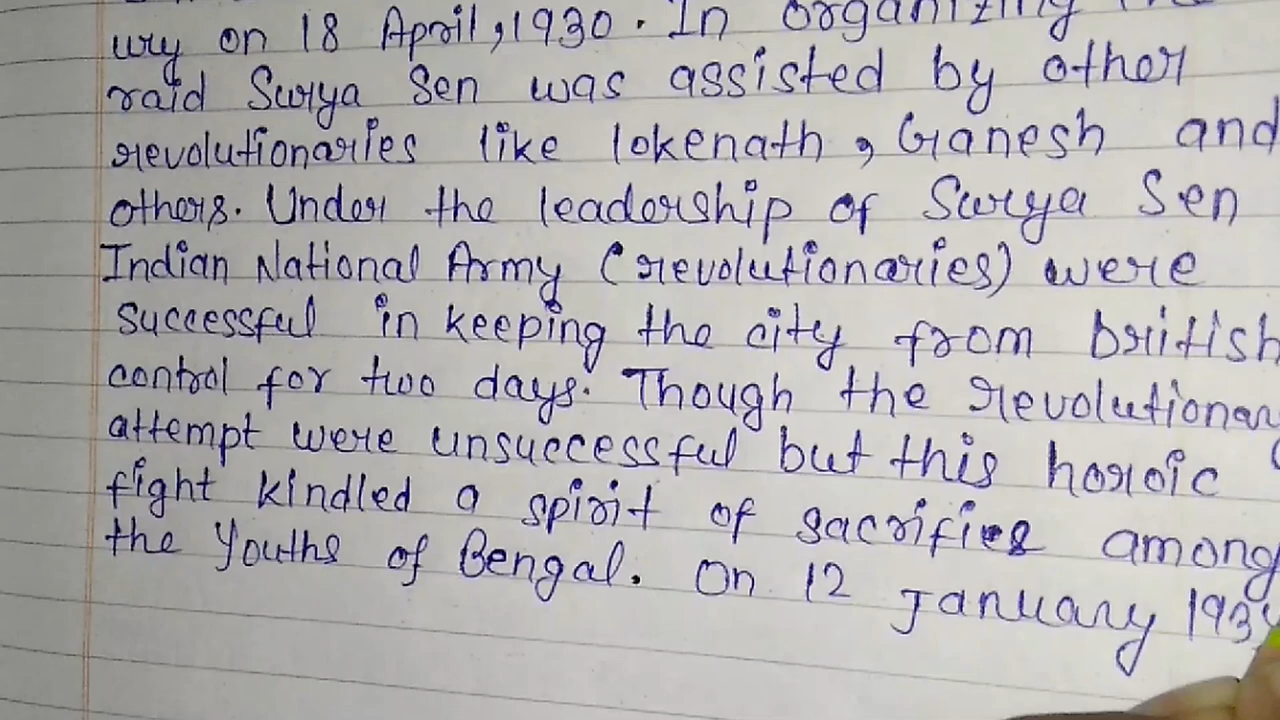 ury on 18 April, 1930. In organizing the
raid Surya Sen was assisted by other
revolutionaries like lokenath, Ganesh and
others. Under the leadership of Surya Sen
Indian National Army (revolutionaries) were
successful in keeping the city from british
control for two days. Though the revolutionary
attempt were unsuccessful but this heroic
fight kindled a spirit of sacrifies among
the Youths of Bengal. On 12 January 193